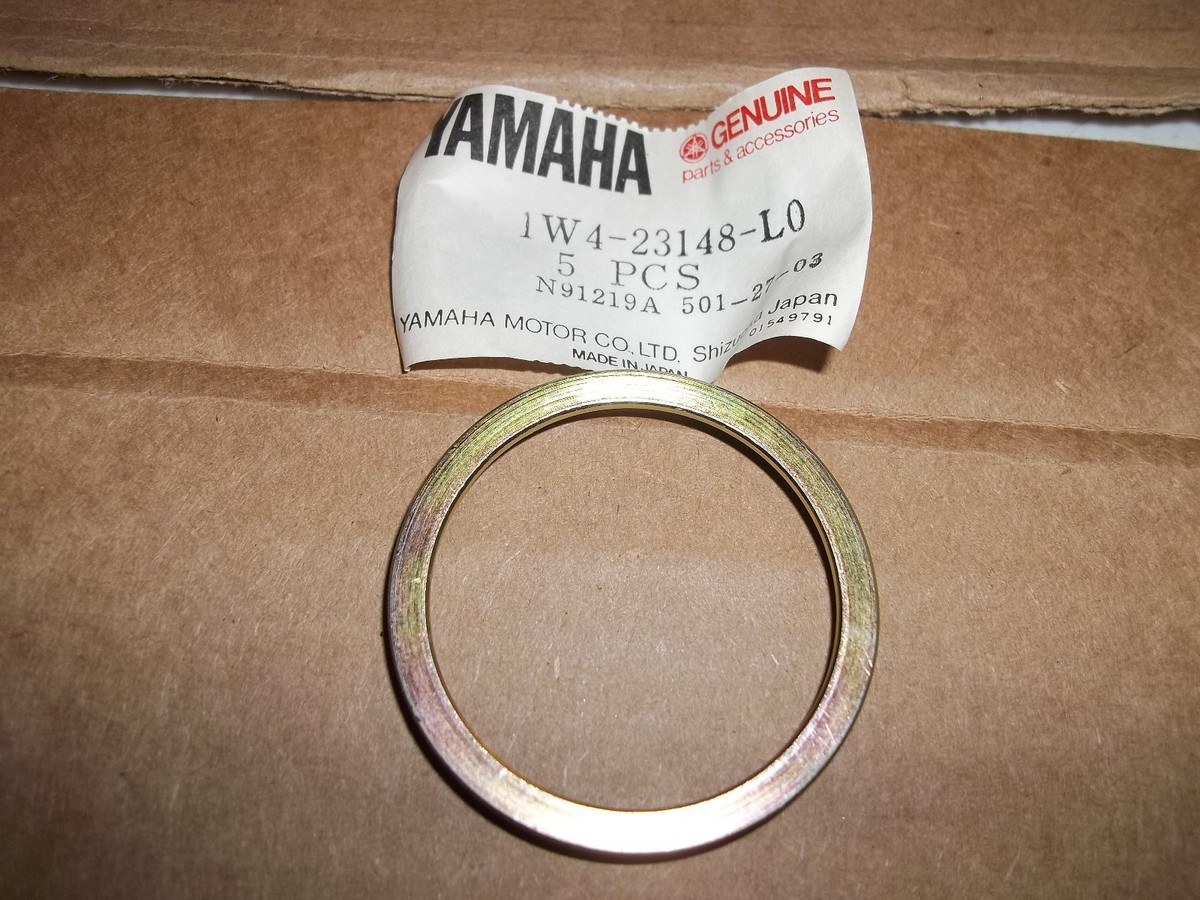 YAMAHA
GENUINE
parts & accessories
1W4-23148-L0
5 PCS
N91219A 501-27-03
YAMAHA MOTOR CO., LTD. Japan
01549791
MADE IN JAPAN